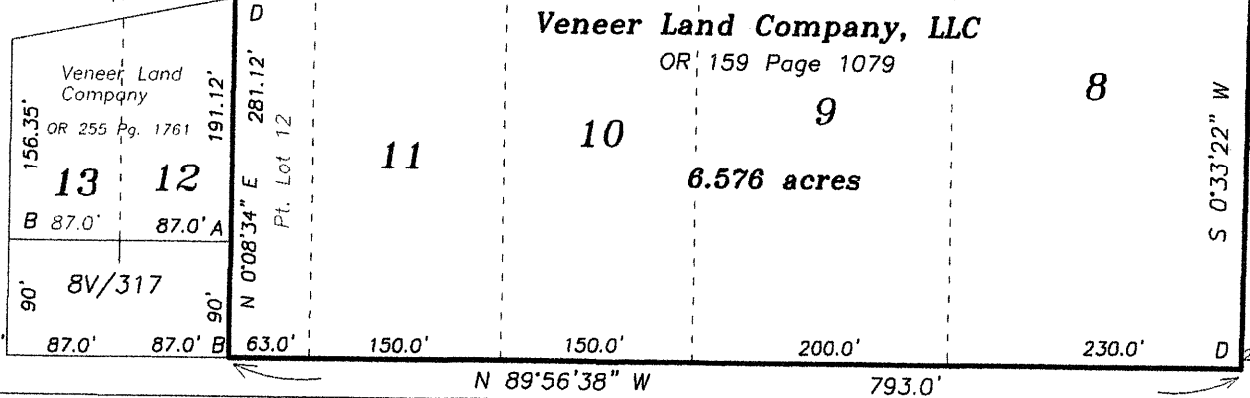 D
Veneer Land Company, LLC
OR 159 Page 1079
Veneer Land
Company
OR 255 Pg. 1761
156.35'
191.12'
N 0°08'34" E 281.12'
Pt. Lot 12
13
12
11
10
9
8
6.576 acres
S 0°33'22" W
B 87.0'
87.0' A
8V/317
90'
90'
87.0'
87.0' B
63.0'
150.0'
150.0'
200.0'
230.0'
D
N 89°56'38" W
793.0'